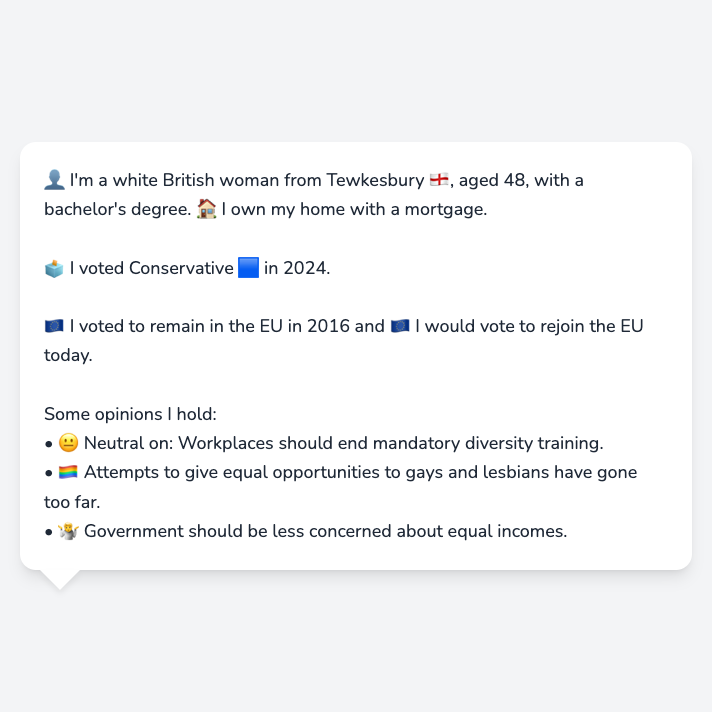 👤 I'm a white British woman from Tewkesbury 🏴󠁧󠁢󠁥󠁮󠁧󠁿, aged 48, with a
bachelor's degree. 🏠 I own my home with a mortgage.
🗳️ I voted Conservative 🟦 in 2024.
🇪🇺 I voted to remain in the EU in 2016 and 🇪🇺 I would vote to rejoin the EU
today.
Some opinions I hold:
• 😐 Neutral on: Workplaces should end mandatory diversity training.
• 🏳️‍🌈 Attempts to give equal opportunities to gays and lesbians have gone
too far.
• 🤷 Government should be less concerned about equal incomes.